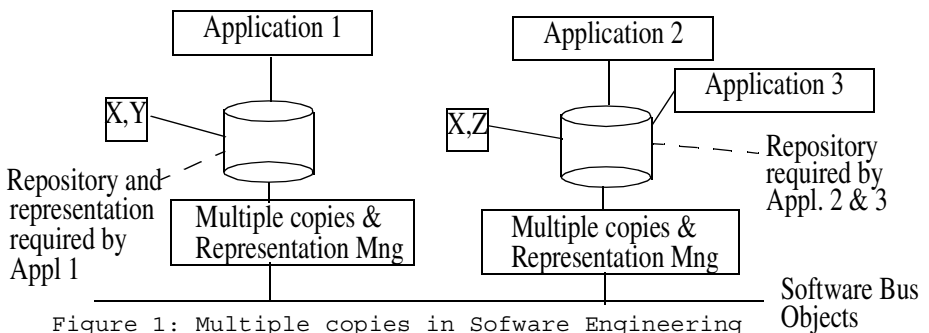 Application 1
Application 2
Application 3
X,Y
X,Z
Repository and
representation
required by
Appl 1
Repository
required by
Appl. 2 & 3
Multiple copies &
Representation Mng
Multiple copies &
Representation Mng
Software Bus
Objects
Figure 1: Multiple copies in Sofware Engineering